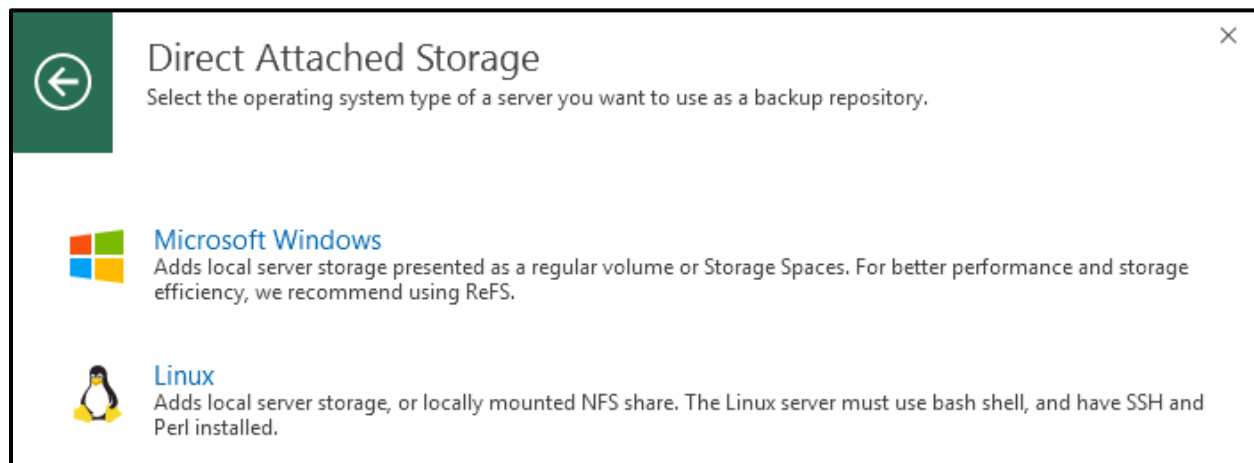 Direct Attached Storage
Select the operating system type of a server you want to use as a backup repository.
Microsoft Windows
Adds local server storage presented as a regular volume or Storage Spaces. For better performance and storage
efficiency, we recommend using ReFS.
Linux
Adds local server storage, or locally mounted NFS share. The Linux server must use bash shell, and have SSH and
Perl installed.